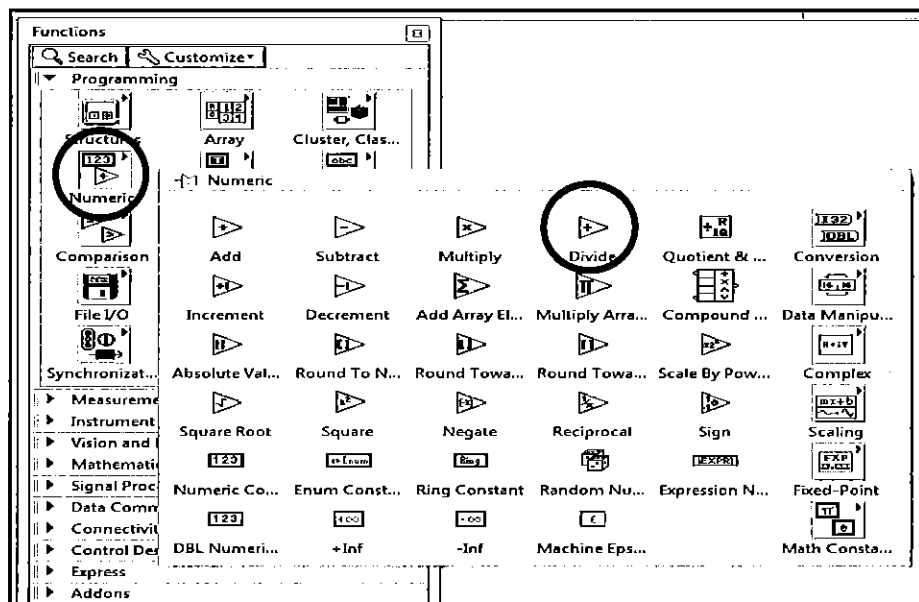 Functions
Search Customize
Programming
Structures Array Cluster, Clas...
Numeric
Numeric
Comparison
Add Subtract Multiply Divide Quotient & ... Conversion
File I/O
Increment Decrement Add Array El... Multiply Arra... Compound ... Data Manipu...
Synchronizat...
Absolute Val... Round To N... Round Towa... Round Towa... Scale By Pow... Complex
Square Root Square Negate Reciprocal Sign Scaling
Numeric Co... Enum Const... Ring Constant Random Nu... Expression N... Fixed-Point
DBL Numeri... +Inf -Inf Machine Eps... Math Consta...
Measureme
Instrument
Vision and
Mathemati
Signal Proc
Data Comm
Connectivit
Control Des
Express
Addons